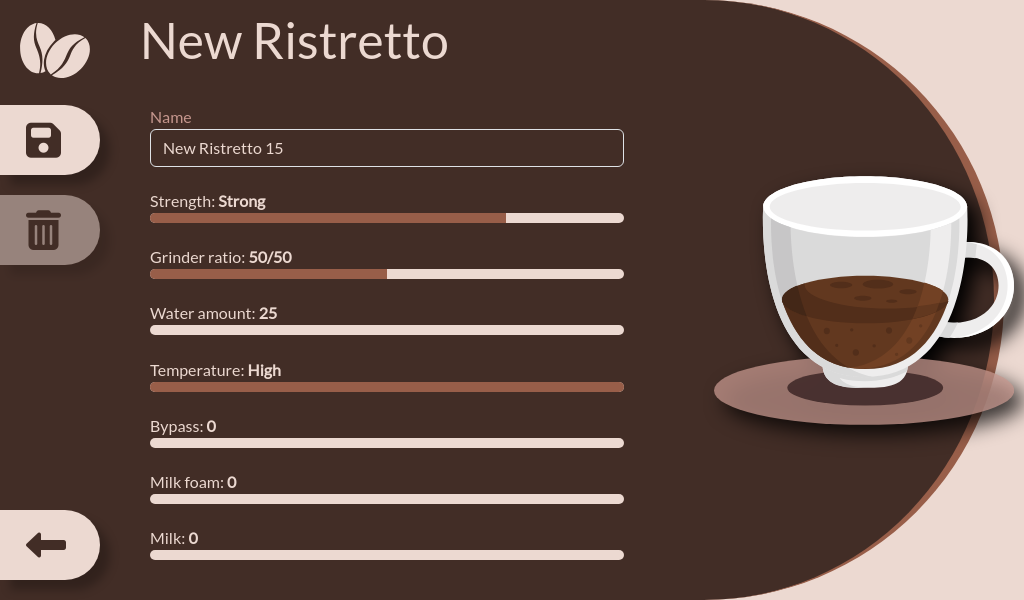 New Ristretto
Name
New Ristretto 15
Strength: Strong
Grinder ratio: 50/50
Water amount: 25
Temperature: High
Bypass: 0
Milk foam: 0
Milk: 0